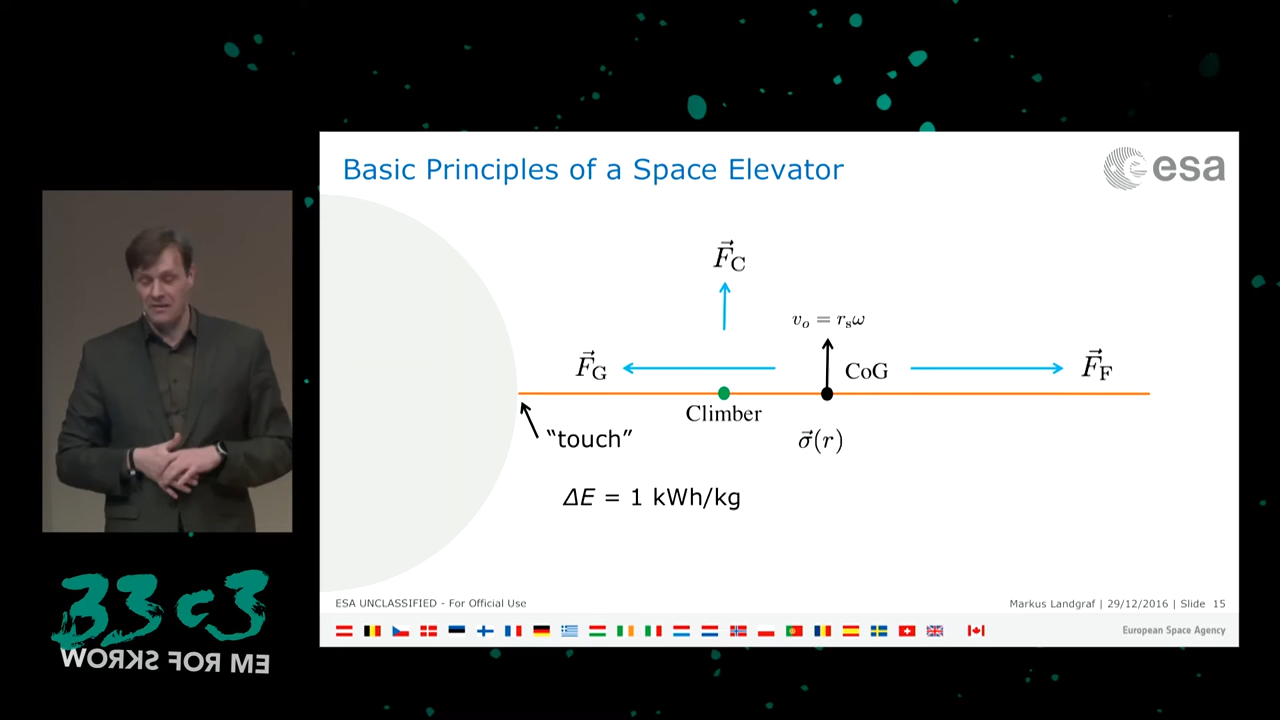 Basic Principles of a Space Elevator
esa
F⃗C
vₒ = rₛω
F⃗G
CoG
F⃗F
Climber
“touch”
σ⃗(r)
ΔE = 1 kWh/kg
ESA UNCLASSIFIED - For Official Use
Markus Landgraf | 29/12/2016 | Slide 15
European Space Agency
33c3
WORKS FOR ME